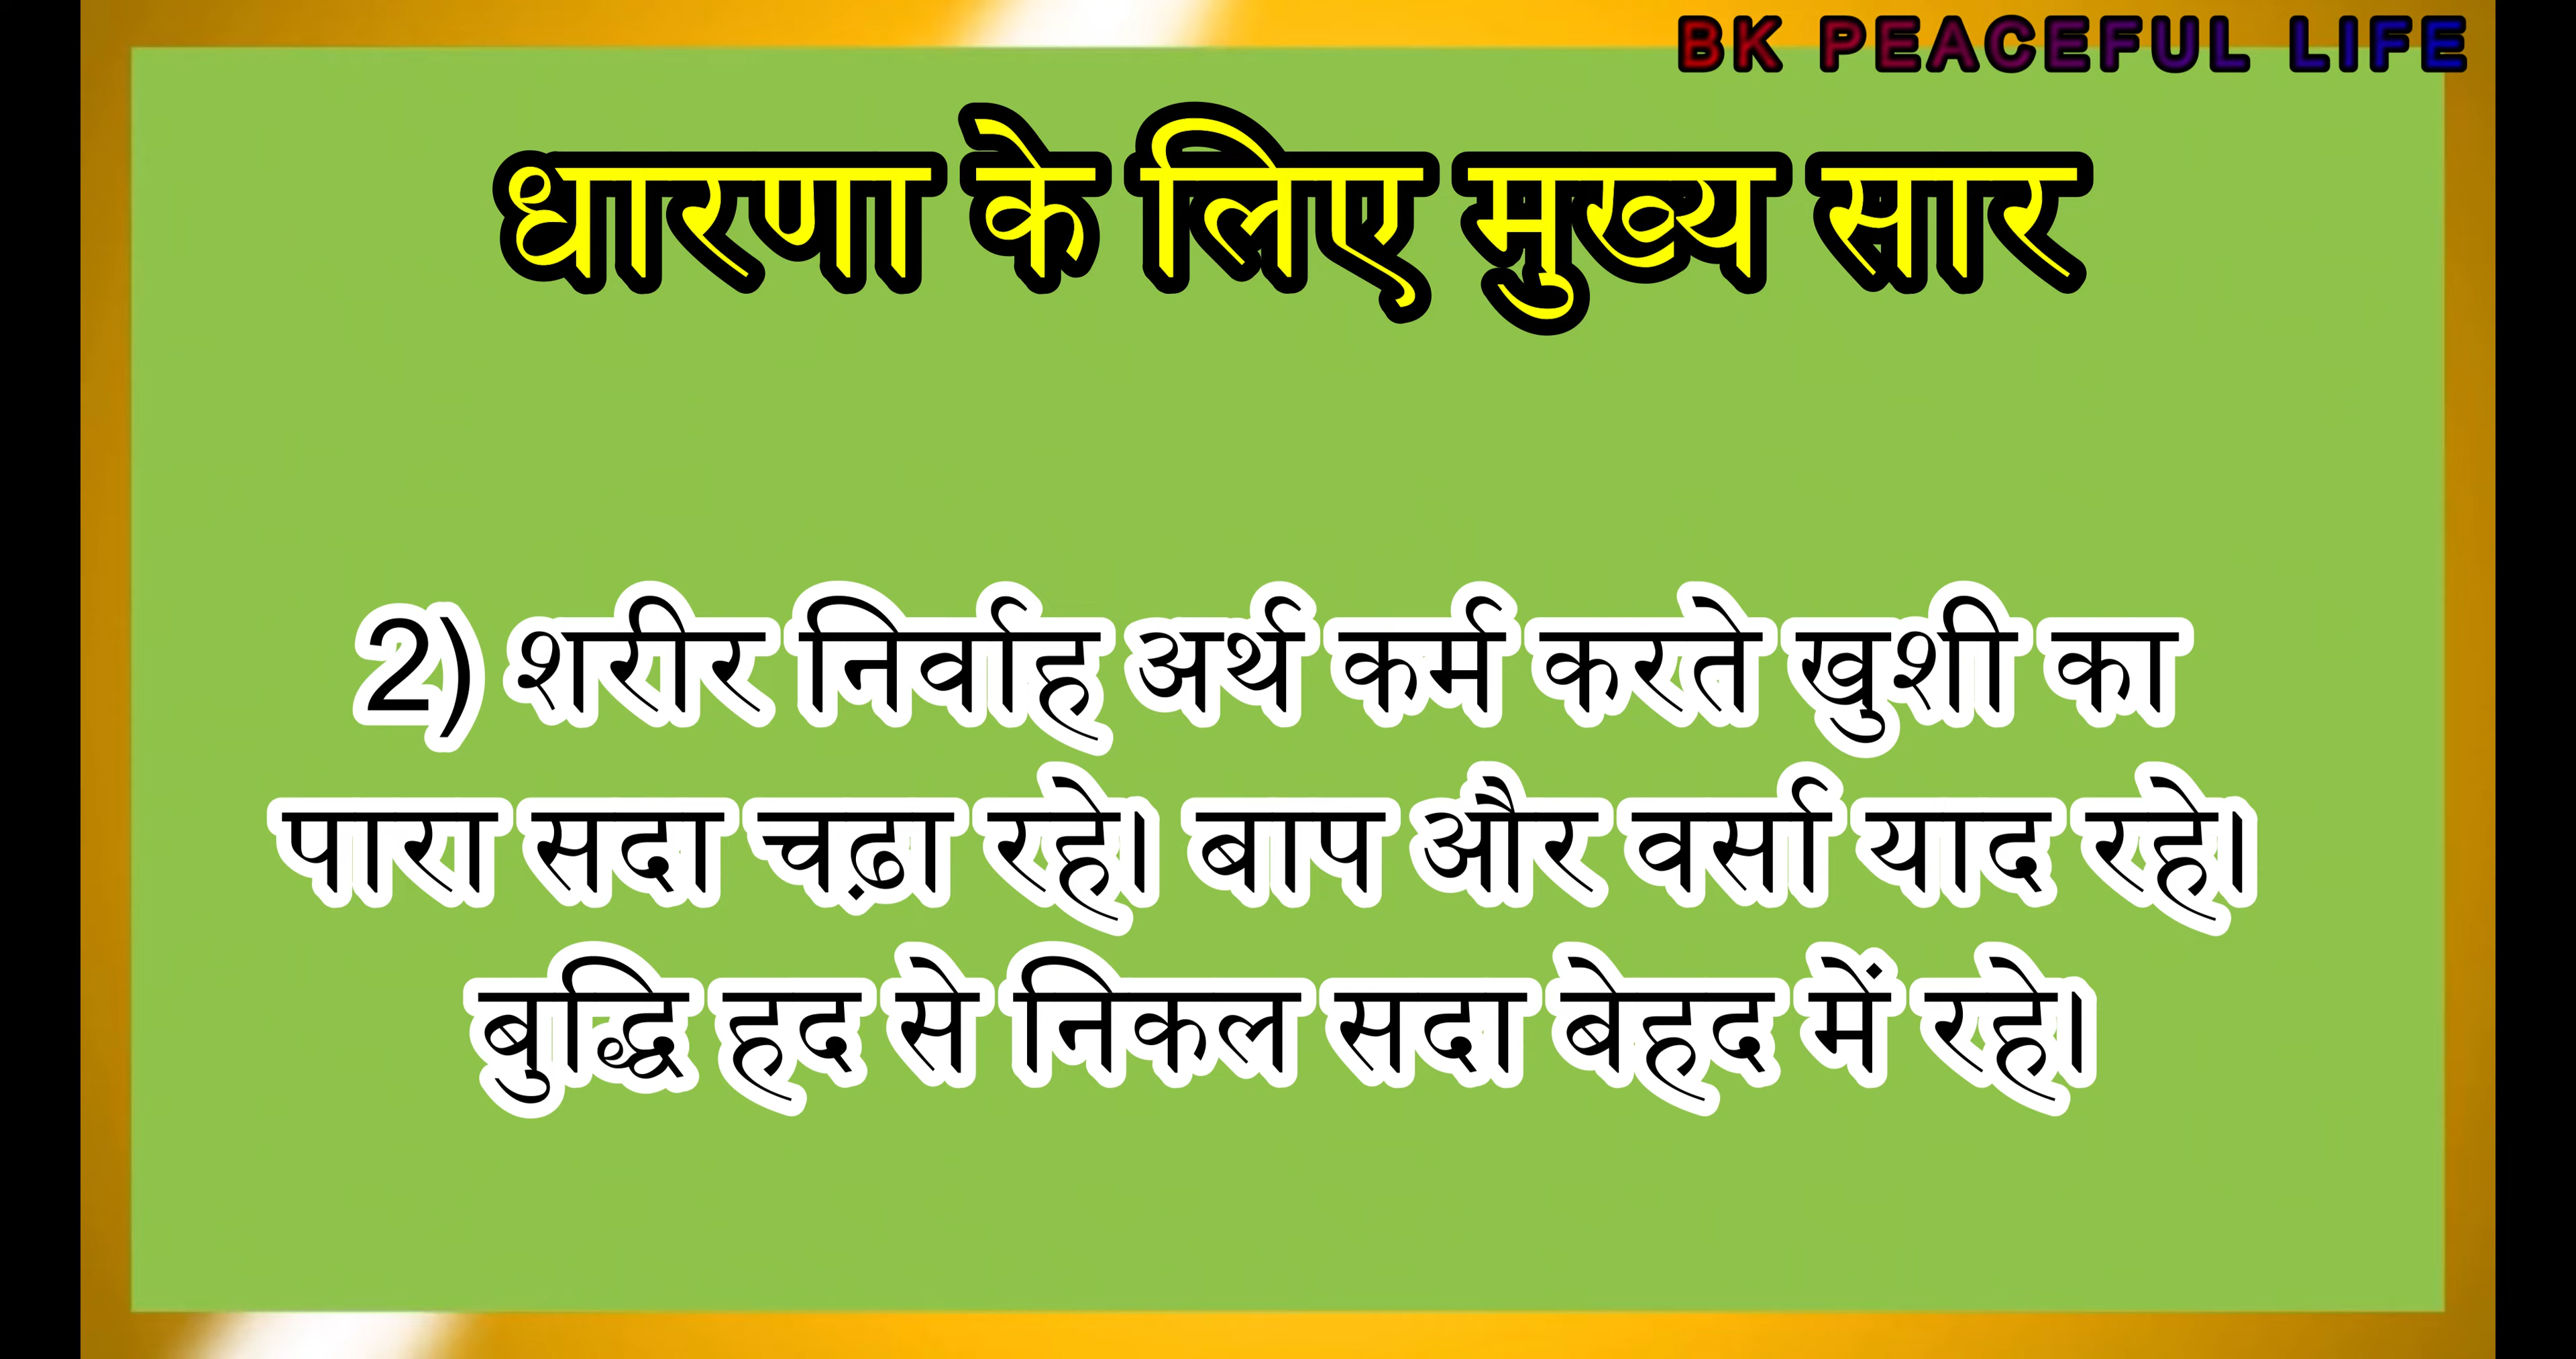 BK PEACEFUL LIFE
धारणा के लिए मुख्य सार
2) शरीर निर्वाह अर्थ कर्म करते खुशी का
पारा सदा चढ़ा रहे। बाप और वर्सा याद रहे।
बुद्धि हद से निकल सदा बेहद में रहे।